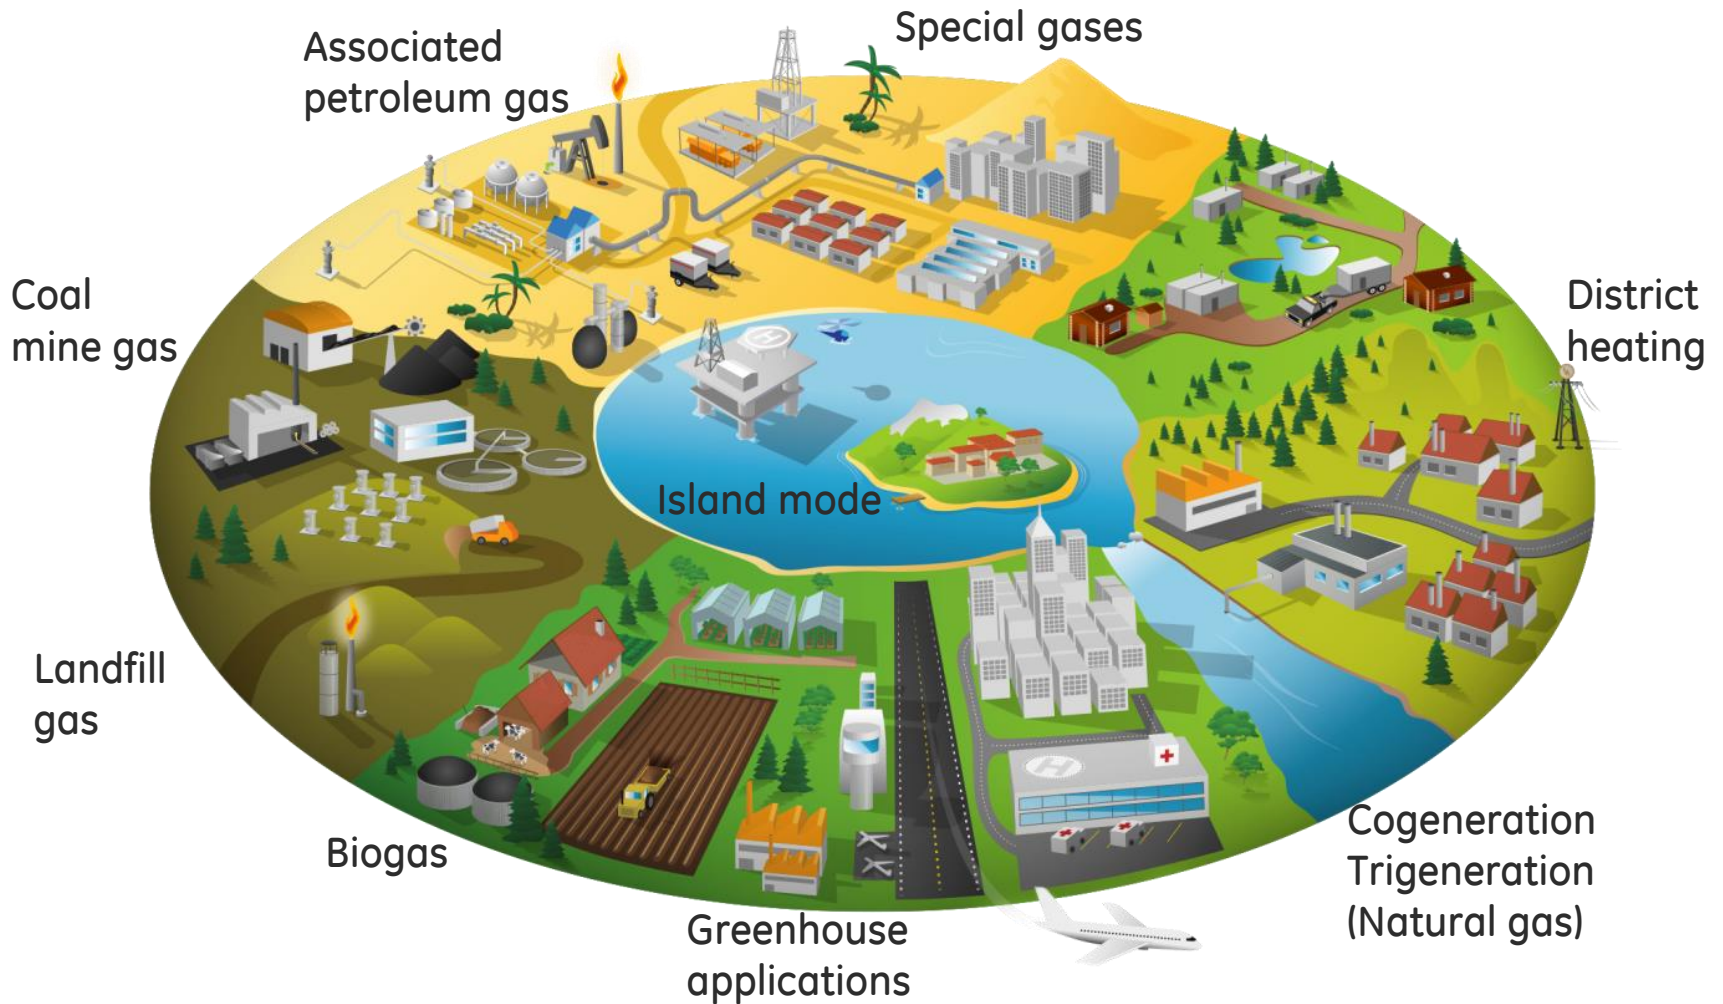 Special gases
Associated
petroleum gas
Coal
mine gas
District
heating
H
Island mode
Landfill
gas
H
Biogas
Cogeneration
Trigeneration
(Natural gas)
Greenhouse
applications